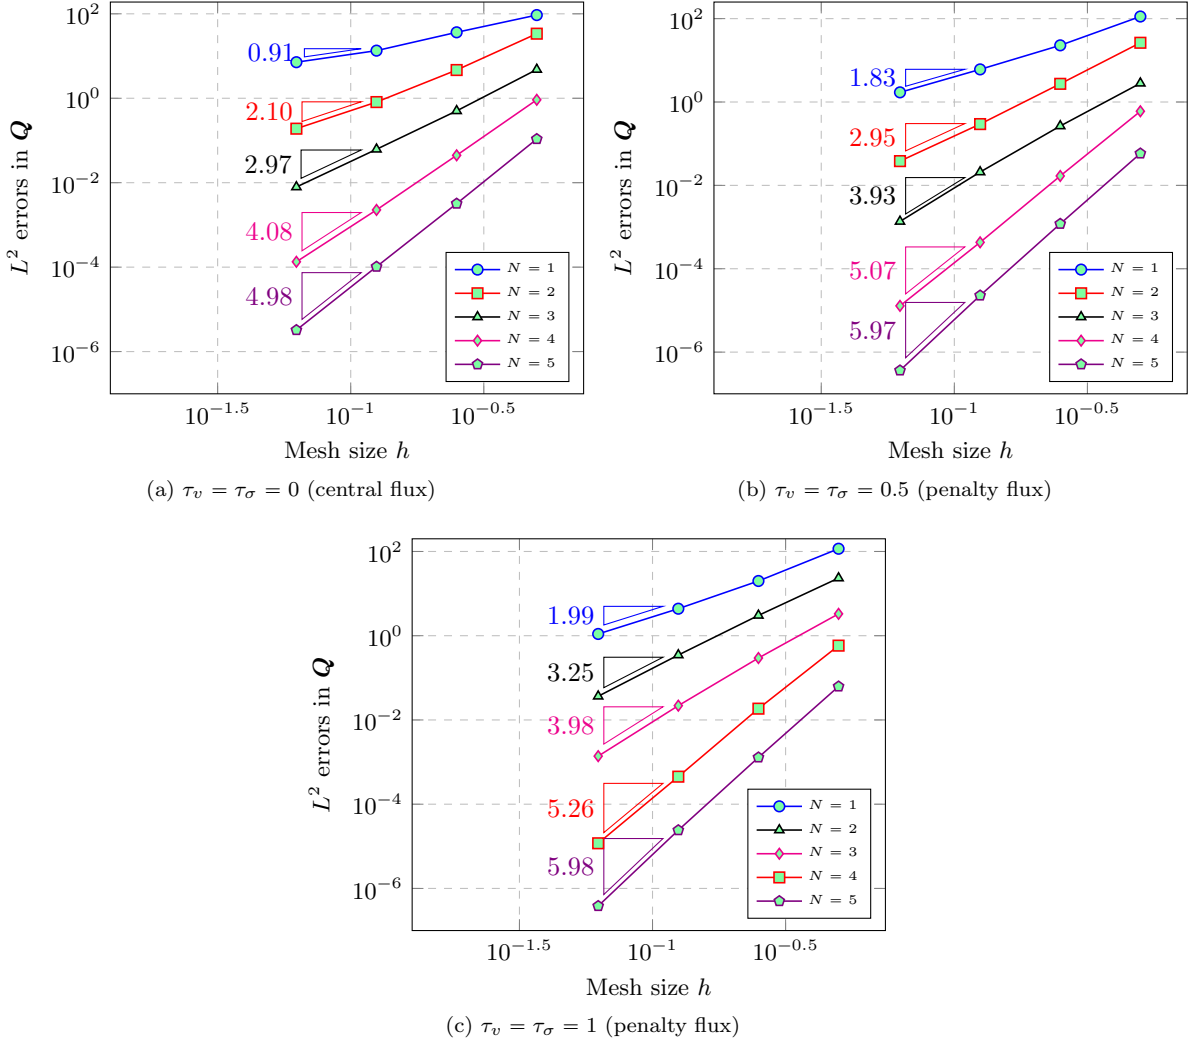 10^2
10^0
10^{-2}
10^{-4}
10^{-6}
L^2 errors in Q
0.91
2.10
2.97
4.08
4.98
N = 1
N = 2
N = 3
N = 4
N = 5
10^{-1.5}
10^{-1}
10^{-0.5}
Mesh size h
(a) τ_v = τ_σ = 0 (central flux)
10^2
10^0
10^{-2}
10^{-4}
10^{-6}
L^2 errors in Q
1.83
2.95
3.93
5.07
5.97
N = 1
N = 2
N = 3
N = 4
N = 5
10^{-1.5}
10^{-1}
10^{-0.5}
Mesh size h
(b) τ_v = τ_σ = 0.5 (penalty flux)
10^2
10^0
10^{-2}
10^{-4}
10^{-6}
L^2 errors in Q
1.99
3.25
3.98
5.26
5.98
N = 1
N = 2
N = 3
N = 4
N = 5
10^{-1.5}
10^{-1}
10^{-0.5}
Mesh size h
(c) τ_v = τ_σ = 1 (penalty flux)